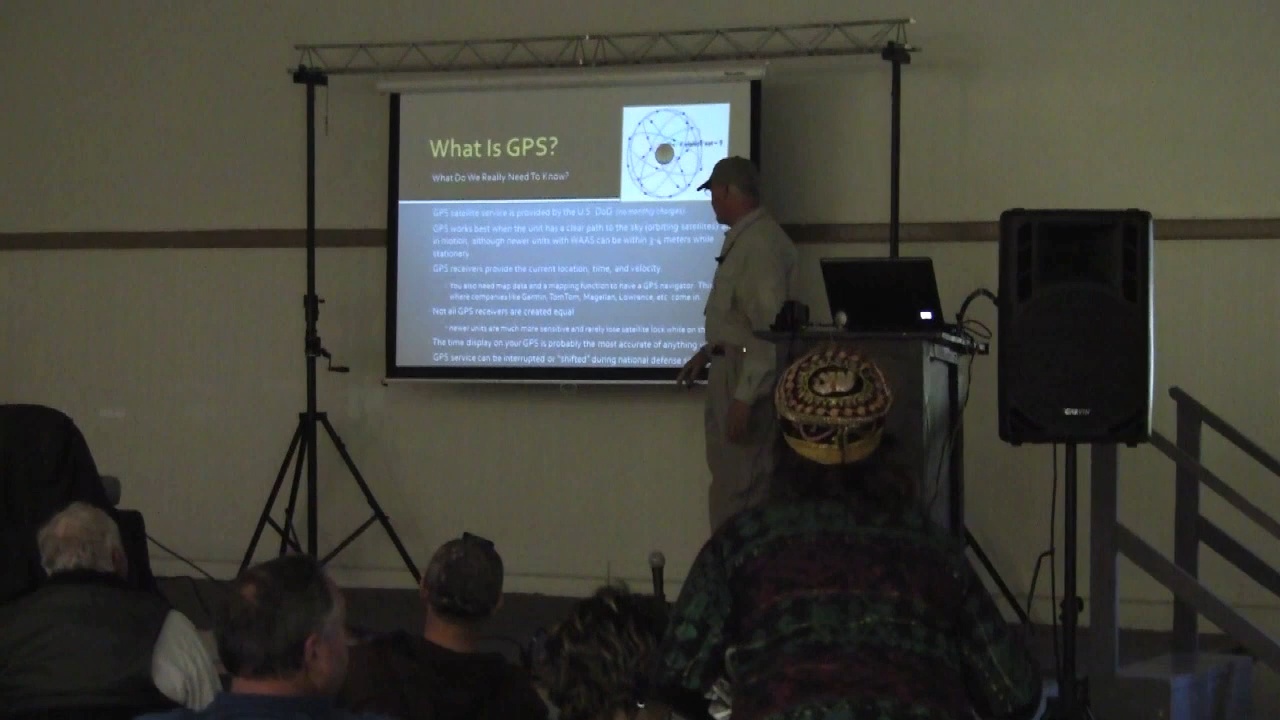 What Is GPS?
What Do We Really Need To Know?
GPS satellite service is provided by the U.S. DoD (no monthly charges)
GPS works best when the unit has a clear path to the sky (orbiting satellites)
in motion, although newer units with WAAS can be within 3-4 meters while
stationery
GPS receivers provide the current location, time, and velocity
You also need map data and a mapping function to have a GPS navigator. This
where companies like Garmin, TomTom, Magellan, Lowrance, etc. come in
Not all GPS receivers are created equal
newer units are much more sensitive and rarely lose satellite lock while on
The time display on your GPS is probably the most accurate of anything
GPS service can be interrupted or "shifted" during national defense